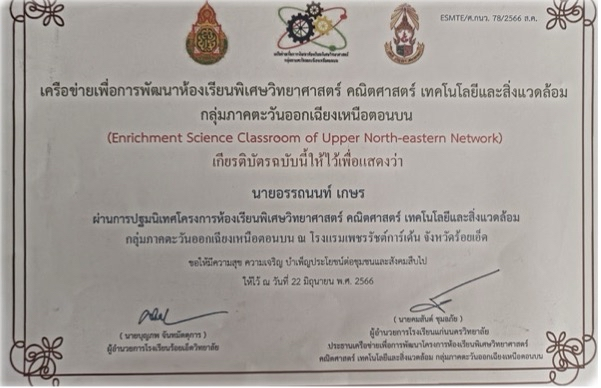 ESMTE/ศ.กนว. 78/2566 ส.ค.
เครือข่ายเพื่อการพัฒนาห้องเรียนพิเศษวิทยาศาสตร์ คณิตศาสตร์ เทคโนโลยีและสิ่งแวดล้อม
กลุ่มภาคตะวันออกเฉียงเหนือตอนบน
(Enrichment Science Classroom of Upper North-eastern Network)
เกียรติบัตรฉบับนี้ให้ไว้เพื่อแสดงว่า
นายอรรถนนท์ เกษร
ผ่านการปฐมนิเทศโครงการห้องเรียนพิเศษวิทยาศาสตร์ คณิตศาสตร์ เทคโนโลยีและสิ่งแวดล้อม
กลุ่มภาคตะวันออกเฉียงเหนือตอนบน ณ โรงแรมเพชรรัชต์การ์เด้น จังหวัดร้อยเอ็ด
ขอให้มีความสุข ความเจริญ บำเพ็ญประโยชน์ต่อชุมชนและสังคมสืบไป
ให้ไว้ ณ วันที่ 22 มิถุนายน พ.ศ. 2566
( นายบุญภพ จันทมัตตุการ )
ผู้อำนวยการโรงเรียนร้อยเอ็ดวิทยาลัย
( นายคมสันต์ ชุมอภัย )
ผู้อำนวยการโรงเรียนแก่นนครวิทยาลัย
ประธานเครือข่ายเพื่อการพัฒนาโครงการห้องเรียนพิเศษวิทยาศาสตร์
คณิตศาสตร์ เทคโนโลยีและสิ่งแวดล้อม กลุ่มภาคตะวันออกเฉียงเหนือตอนบน